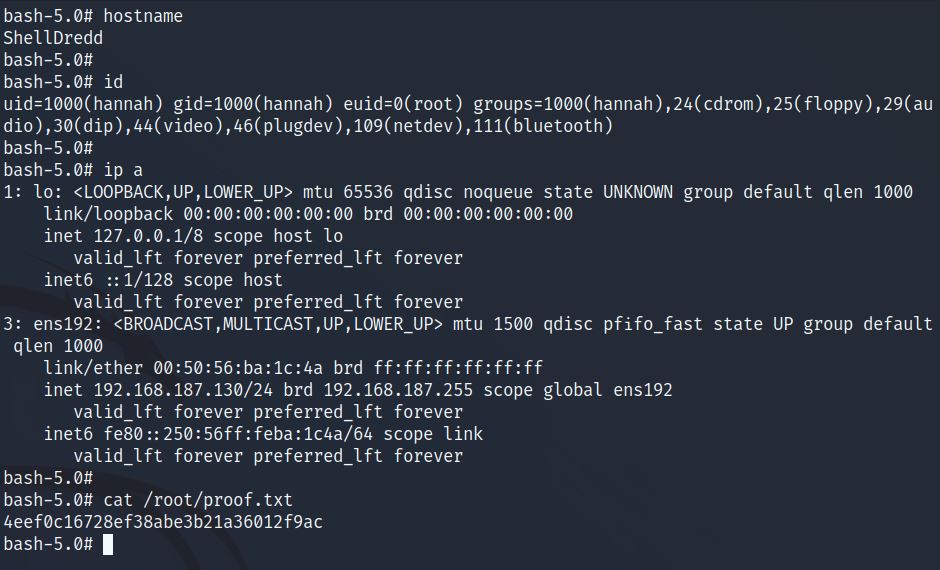 bash-5.0# hostname
ShellDredd
bash-5.0#
bash-5.0# id
uid=1000(hannah) gid=1000(hannah) euid=0(root) groups=1000(hannah),24(cdrom),25(floppy),29(au
dio),30(dip),44(video),46(plugdev),109(netdev),111(bluetooth)
bash-5.0#
bash-5.0# ip a
1: lo: <LOOPBACK,UP,LOWER_UP> mtu 65536 qdisc noqueue state UNKNOWN group default qlen 1000
    link/loopback 00:00:00:00:00:00 brd 00:00:00:00:00:00
    inet 127.0.0.1/8 scope host lo
       valid_lft forever preferred_lft forever
    inet6 ::1/128 scope host
       valid_lft forever preferred_lft forever
3: ens192: <BROADCAST,MULTICAST,UP,LOWER_UP> mtu 1500 qdisc pfifo_fast state UP group default
 qlen 1000
    link/ether 00:50:56:ba:1c:4a brd ff:ff:ff:ff:ff:ff
    inet 192.168.187.130/24 brd 192.168.187.255 scope global ens192
       valid_lft forever preferred_lft forever
    inet6 fe80::250:56ff:feba:1c4a/64 scope link
       valid_lft forever preferred_lft forever
bash-5.0#
bash-5.0# cat /root/proof.txt
4eef0c16728ef38abe3b21a36012f9ac
bash-5.0#